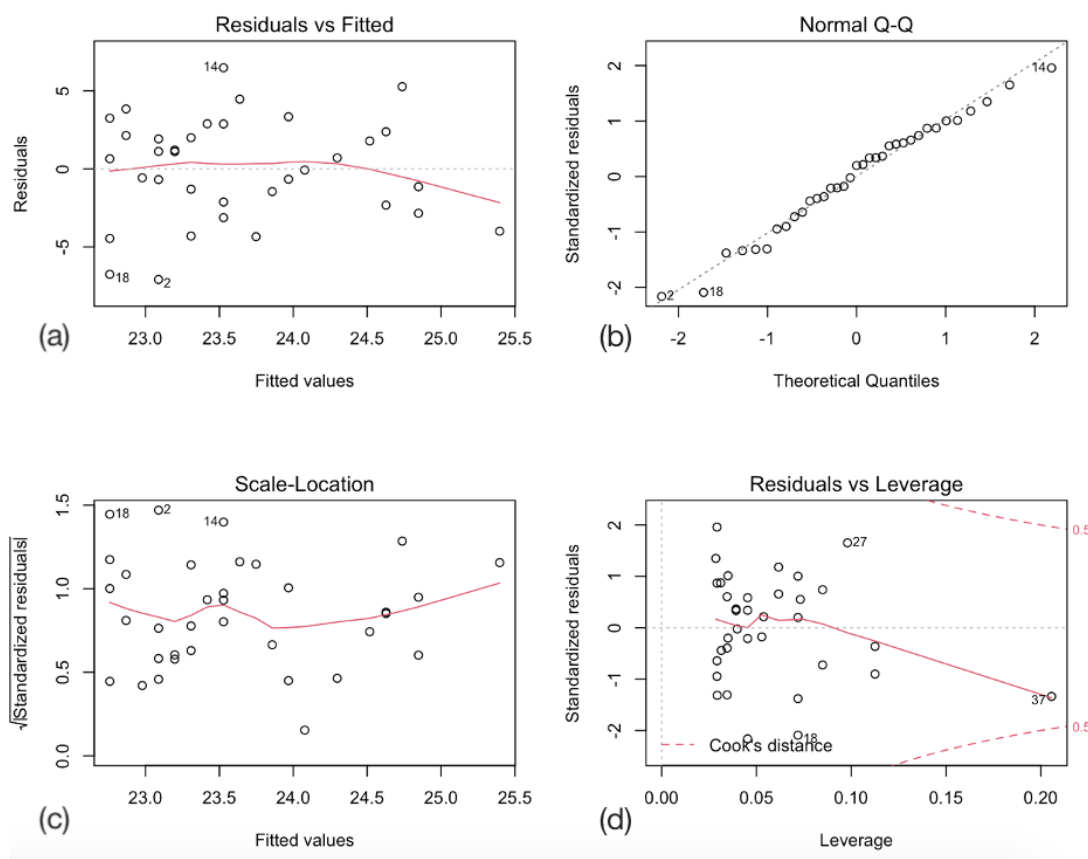 Residuals vs Fitted
Residuals
5
0
-5
14
18
2
23.0 23.5 24.0 24.5 25.0 25.5
Fitted values
(a)
Normal Q-Q
Standardized residuals
2
1
0
-1
-2
14
2
18
-2 -1 0 1 2
Theoretical Quantiles
(b)
Scale-Location
√|Standardized residuals|
1.5
1.0
0.5
0.0
18
2
14
23.0 23.5 24.0 24.5 25.0 25.5
Fitted values
(c)
Residuals vs Leverage
Standardized residuals
2
1
0
-1
-2
27
37
18
0.5
0.5
Cook's distance
0.00 0.05 0.10 0.15 0.20
Leverage
(d)